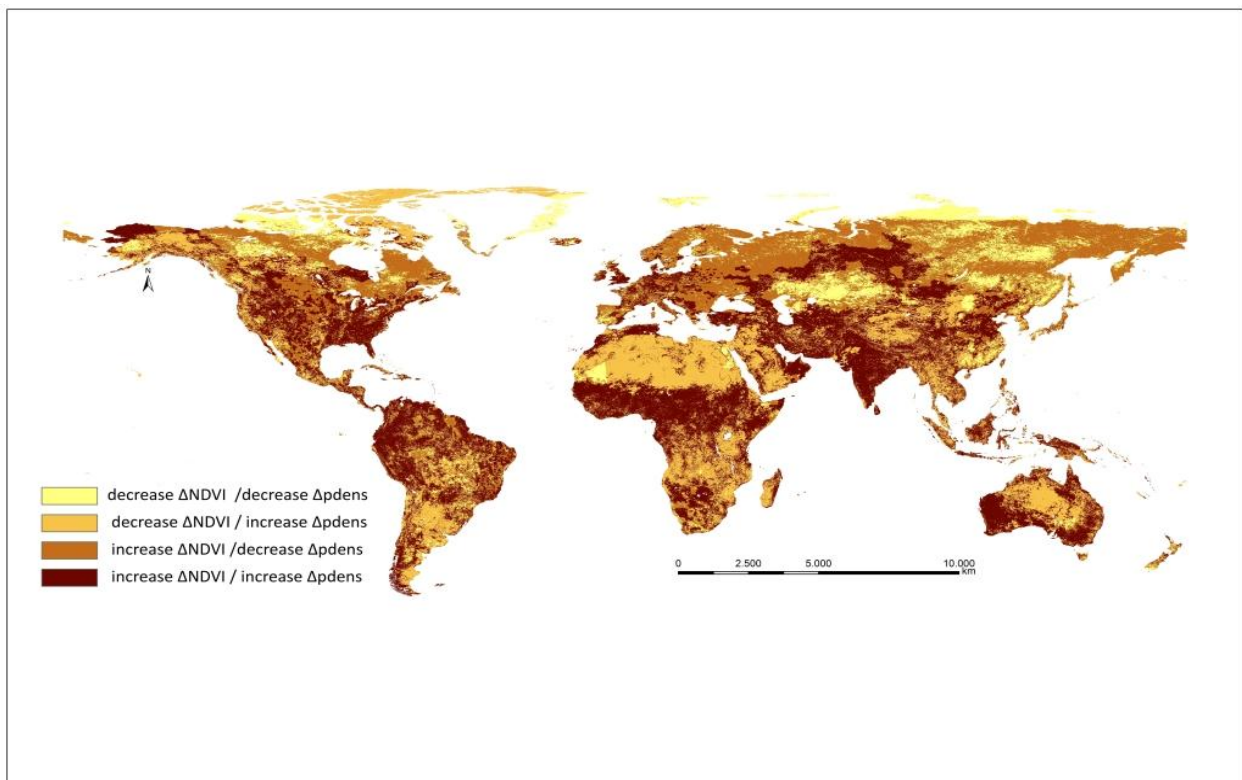 N
decrease ΔNDVI /decrease Δpdens
decrease ΔNDVI / increase Δpdens
increase ΔNDVI /decrease Δpdens
increase ΔNDVI / increase Δpdens
0 2.500 5.000 10.000
km